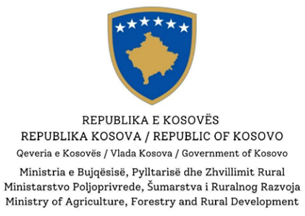 REPUBLIKA E KOSOVËS
REPUBLIKA KOSOVA / REPUBLIC OF KOSOVO
Qeveria e Kosovës / Vlada Kosova / Government of Kosovo
Ministria e Bujqësisë, Pylltarisë dhe Zhvillimit Rural
Ministarstvo Poljoprivrede, Šumarstva i Ruralnog Razvoja
Ministry of Agriculture, Forestry and Rural Development